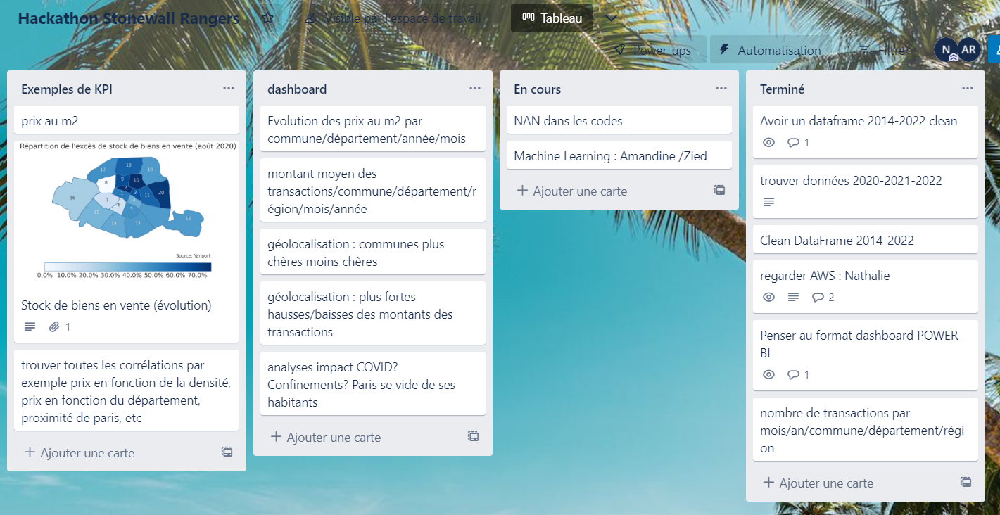 Hackathon Stonewall Rangers
Visible par l'espace de travail
Tableau
Power-ups
Automatisation
Filtre
N
AR
Exemples de KPI
prix au m2
Répartition de l'excès de stock de biens en vente (août 2020)
17
18
19
8
9
10
2
16
1
3
11
20
7
4
6
15
5
14
13
12
Source: Yanport
0.0% 10.0% 20.0% 30.0% 40.0% 50.0% 60.0% 70.0%
Stock de biens en vente (évolution)
1
trouver toutes les corrélations par
exemple prix en fonction de la densité,
prix en fonction du département,
proximité de paris, etc
Ajouter une carte
dashboard
Evolution des prix au m2 par
commune/département/année/mois
montant moyen des
transactions/commune/département/r
égion/mois/année
géolocalisation : communes plus
chères moins chères
géolocalisation : plus fortes
hausses/baisses des montants des
transactions
analyses impact COVID?
Confinements? Paris se vide de ses
habitants
Ajouter une carte
En cours
NAN dans les codes
Machine Learning : Amandine /Zied
Ajouter une carte
Terminé
Avoir un dataframe 2014-2022 clean
1
trouver données 2020-2021-2022
Clean DataFrame 2014-2022
regarder AWS : Nathalie
2
Penser au format dashboard POWER
BI
1
nombre de transactions par
mois/an/commune/département/régi
on
Ajouter une carte